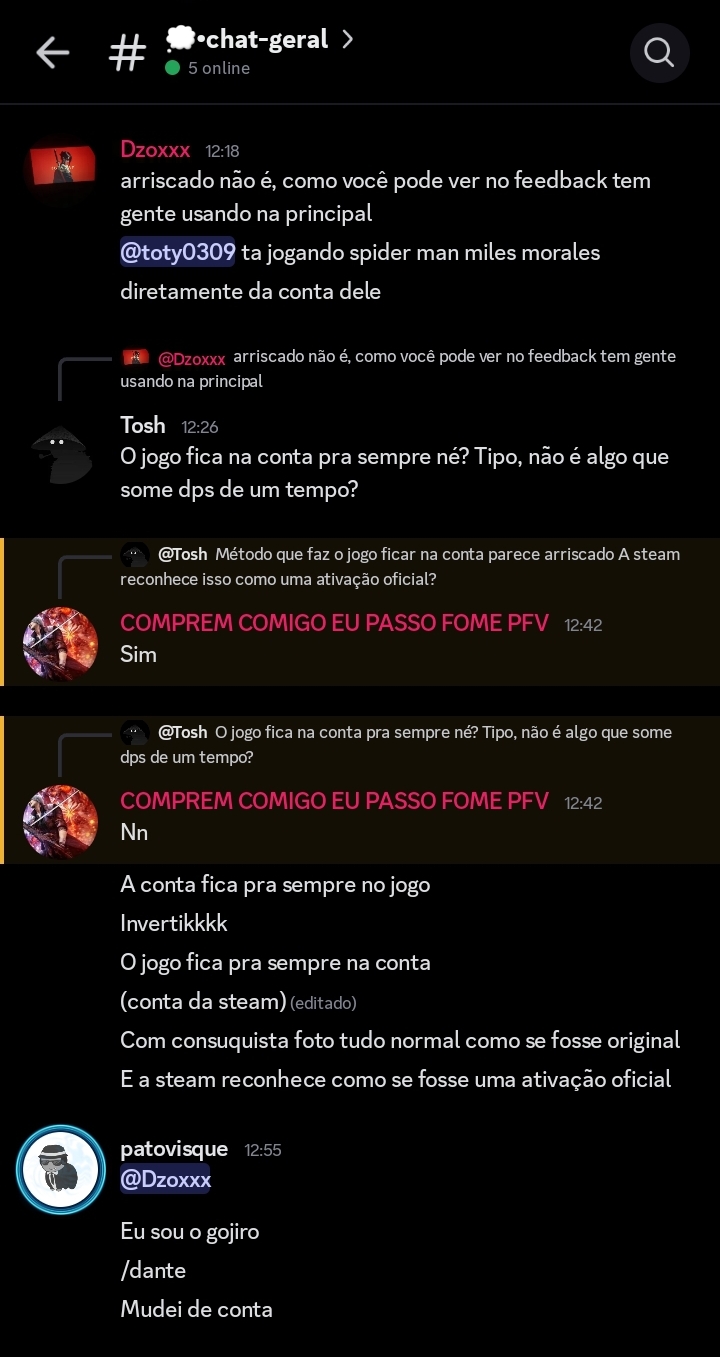 •chat-geral
5 online
Dzoxxx 12:18
arriscado não é, como você pode ver no feedback tem
gente usando na principal
@toty0309 ta jogando spider man miles morales
diretamente da conta dele
@Dzoxxx arriscado não é, como você pode ver no feedback tem gente
usando na principal
Tosh 12:26
O jogo fica na conta pra sempre né? Tipo, não é algo que
some dps de um tempo?
@Tosh Método que faz o jogo ficar na conta parece arriscado A steam
reconhece isso como uma ativação oficial?
COMPREM COMIGO EU PASSO FOME PFV 12:42
Sim
@Tosh O jogo fica na conta pra sempre né? Tipo, não é algo que some
dps de um tempo?
COMPREM COMIGO EU PASSO FOME PFV 12:42
Nn
A conta fica pra sempre no jogo
Invertikkkk
O jogo fica pra sempre na conta
(conta da steam) (editado)
Com consuquista foto tudo normal como se fosse original
E a steam reconhece como se fosse uma ativação oficial
patovisque 12:55
@Dzoxxx
Eu sou o gojiro
/dante
Mudei de conta